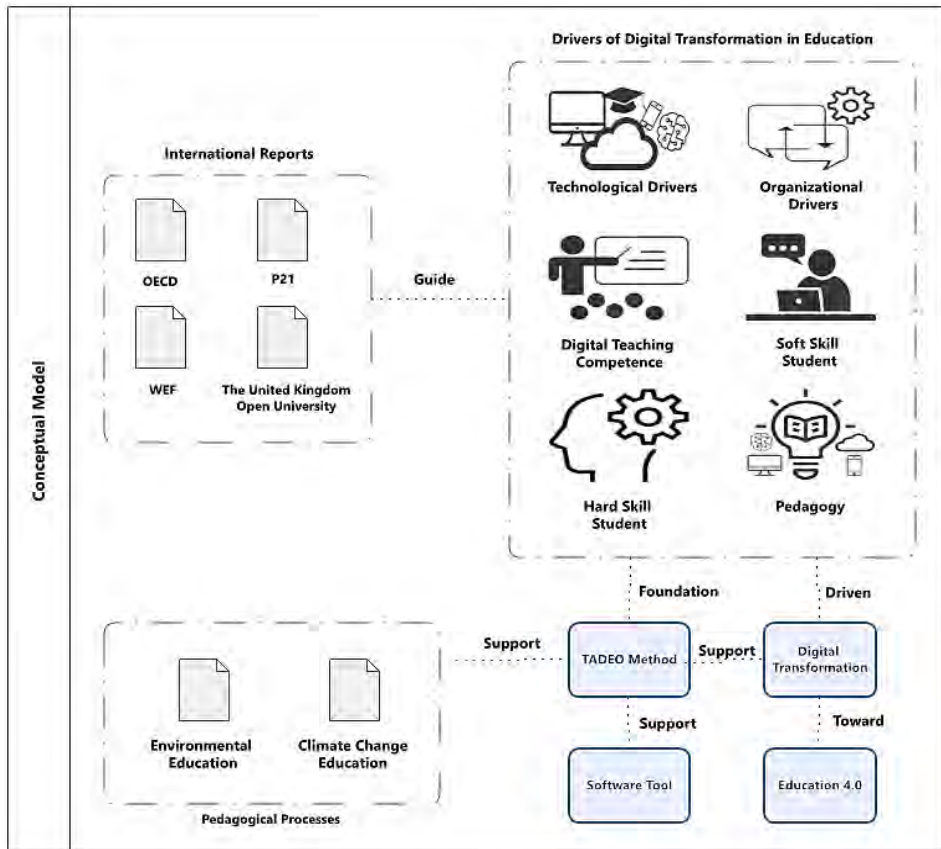 Conceptual Model
Drivers of Digital Transformation in Education
Technological Drivers
Organizational
Drivers
Digital Teaching
Competence
Soft Skill
Student
Hard Skill
Student
Pedagogy
International Reports
OECD
P21
WEF
The United Kingdom
Open University
Guide
Foundation
Driven
Support
TADEO Method
Support
Digital
Transformation
Support
Toward
Software Tool
Education 4.0
Environmental
Education
Climate Change
Education
Pedagogical Processes